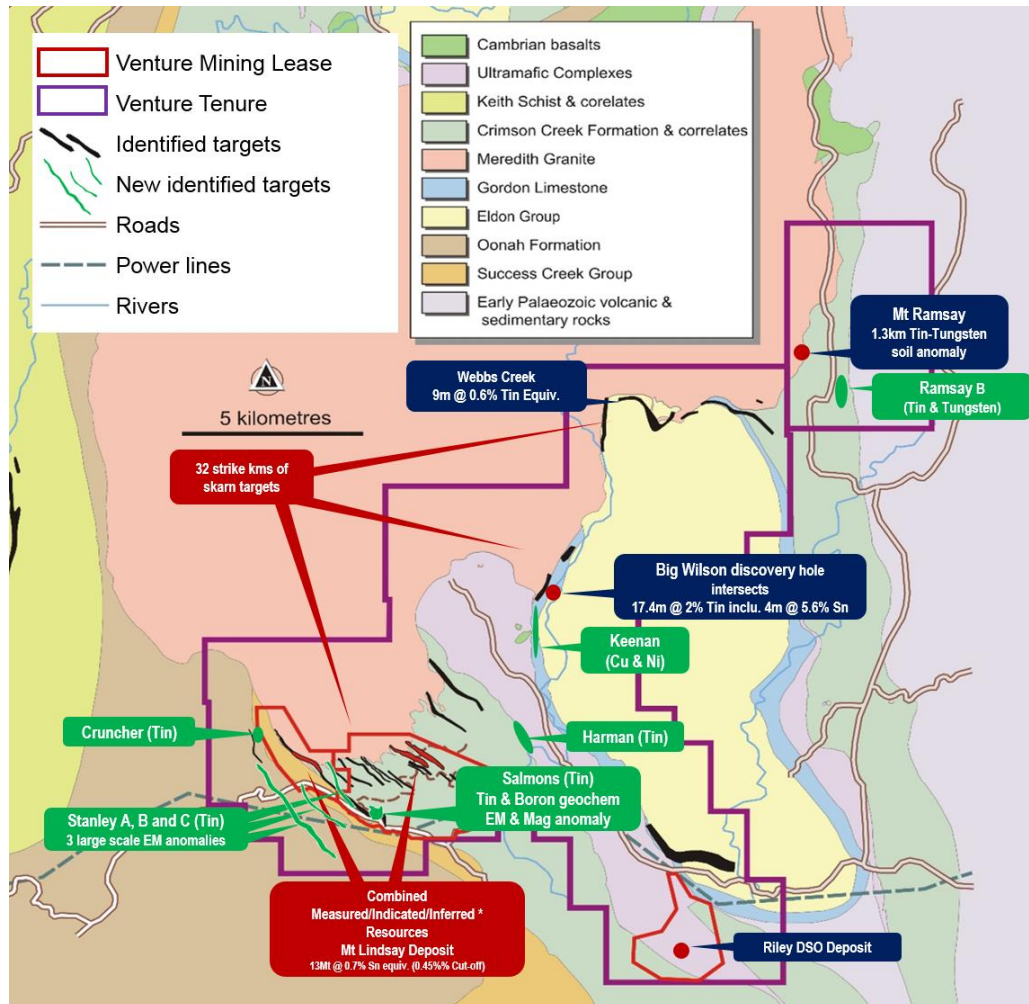 Venture Mining Lease
Venture Tenure
Identified targets
New identified targets
Roads
Power lines
Rivers
Cambrian basalts
Ultramafic Complexes
Keith Schist & corelates
Crimson Creek Formation & correlates
Meredith Granite
Gordon Limestone
Eldon Group
Oonah Formation
Success Creek Group
Early Palaeozoic volcanic &
sedimentary rocks
N
5 kilometres
Mt Ramsay
1.3km Tin-Tungsten
soil anomaly
Webbs Creek
9m @ 0.6% Tin Equiv.
Ramsay B
(Tin & Tungsten)
32 strike kms of
skarn targets
Big Wilson discovery hole
intersects
17.4m @ 2% Tin inclu. 4m @ 5.6% Sn
Keenan
(Cu & Ni)
Cruncher (Tin)
Harman (Tin)
Salmons (Tin)
Tin & Boron geochem
EM & Mag anomaly
Stanley A, B and C (Tin)
3 large scale EM anomalies
Combined
Measured/Indicated/Inferred *
Resources
Mt Lindsay Deposit
13Mt @ 0.7% Sn equiv. (0.45%% Cut-off)
Riley DSO Deposit